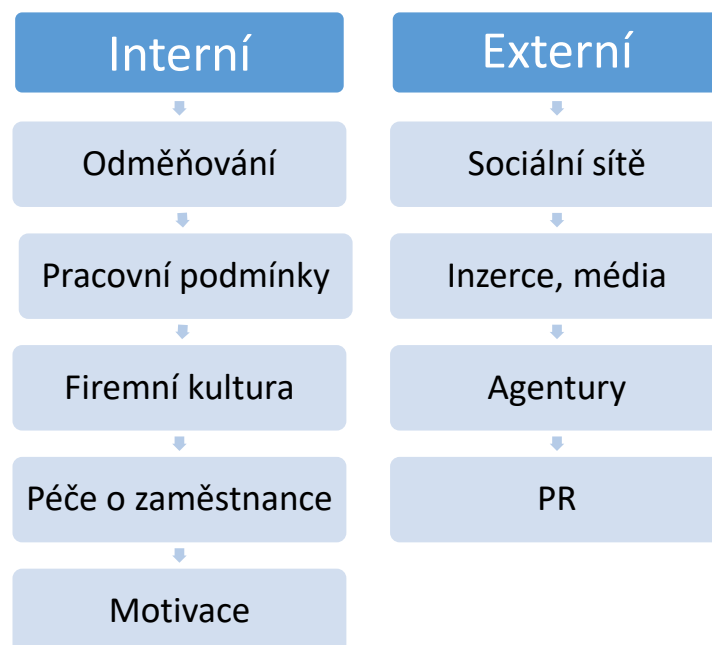 Interní
Odměňování
Pracovní podmínky
Firemní kultura
Péče o zaměstnance
Motivace
Externí
Sociální sítě
Inzerce, média
Agentury
PR